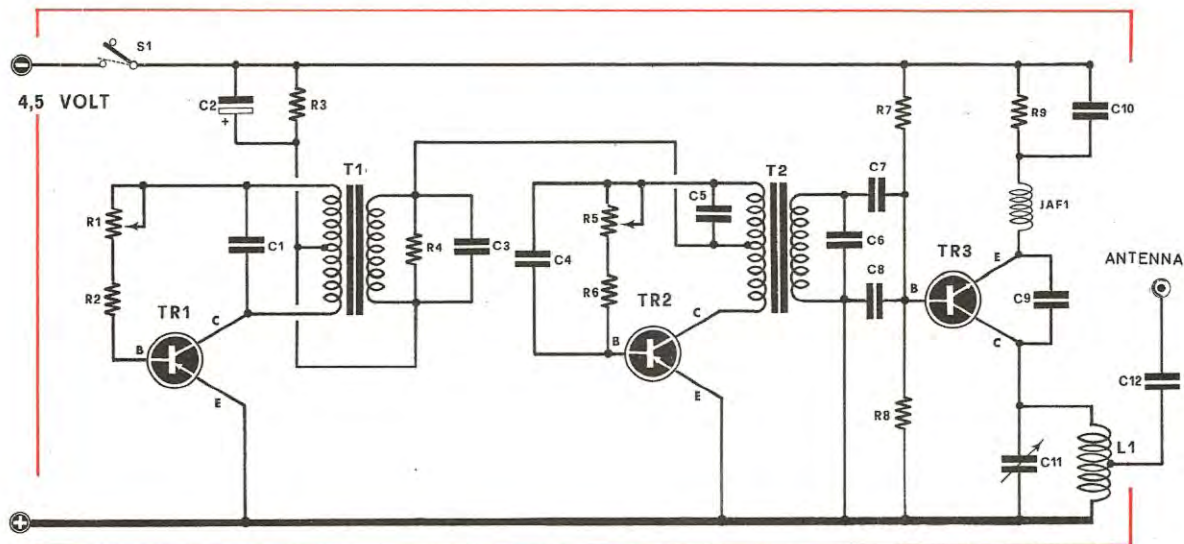 S1
4,5 VOLT
C2
+
R3
R7
R9
C10
T1
T2
C7
R1
C1
R4
C3
C4
R5
C5
C6
JAF1
R2
R6
C8
TR3
E
ANTENNA
TR1
C
TR2
C
B
C9
B
B
C
E
E
C12
R8
C11
L1